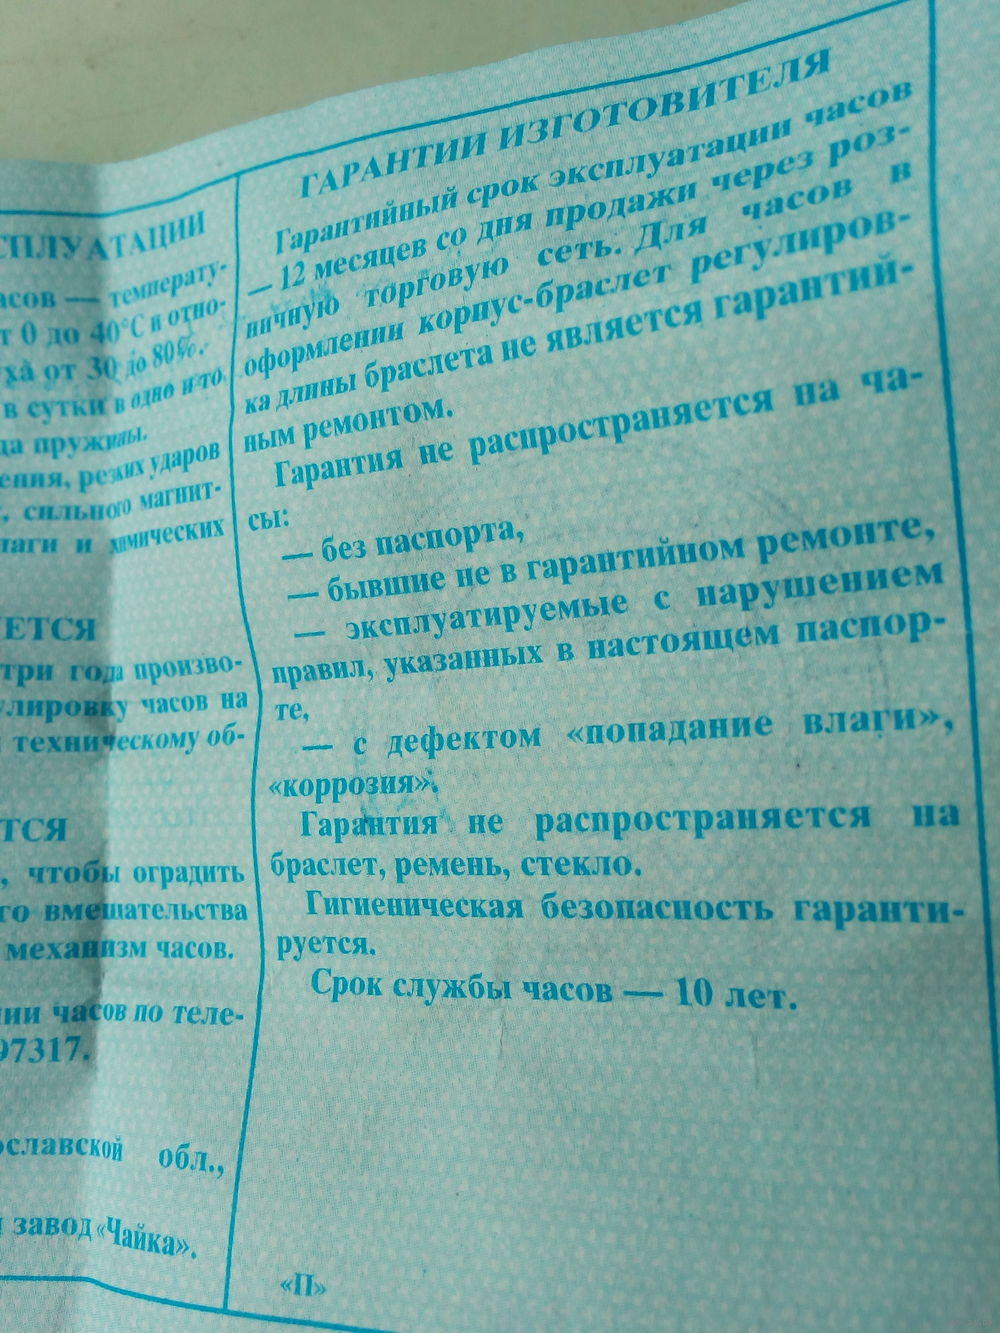 СПЛУАТАЦИИ
асов — температу-
т 0 до 40°С и отно-
уха от 30 до 80%.
в сутки в одно и то
да пружины.
ения, резких ударов
, сильного магнит-
лаги и химических
УЕТСЯ
три года произво-
улировку часов на
техническому об-
ТСЯ
, чтобы оградить
го вмешательства
механизм часов.
нии часов по теле-
97317.
ославской обл.,
завод «Чайка».
ГАРАНТИИ ИЗГОТОВИТЕЛЯ
Гарантийный срок эксплуатации часов
— 12 месяцев со дня продажи через роз-
ничную торговую сеть. Для часов в
оформлении корпус-браслет регулиров-
ка длины браслета не является гарантий-
ным ремонтом.
Гарантия не распространяется на ча-
сы:
— без паспорта,
— бывшие не в гарантийном ремонте,
— эксплуатируемые с нарушением
правил, указанных в настоящем паспор-
те,
— с дефектом «попадание влаги»,
«коррозия».
Гарантия не распространяется на
браслет, ремень, стекло.
Гигиеническая безопасность гаранти-
руется.
Срок службы часов — 10 лет.
«П»